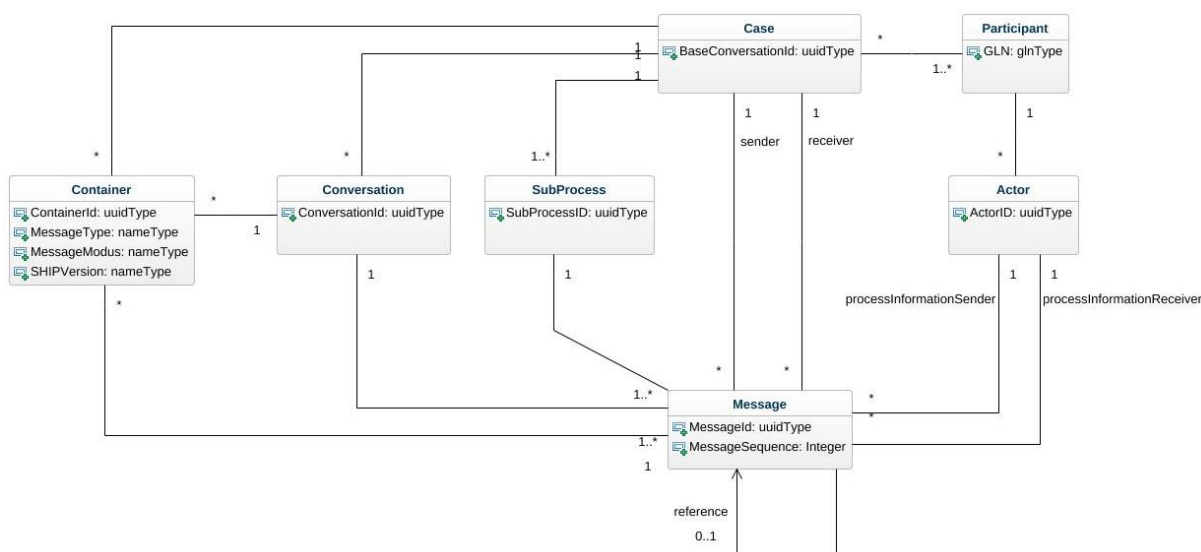 Case
BaseConversationId: uuidType
Participant
GLN: glnType
*
1..*
1
1
1
1
sender
1
receiver
1
*
*
*
1..*
Container
ContainerId: uuidType
MessageType: nameType
MessageModus: nameType
SHIPVersion: nameType
*
1
Conversation
ConversationId: uuidType
SubProcess
SubProcessID: uuidType
Actor
ActorID: uuidType
*
1
1
1
1
processInformationSender
processInformationReceiver
*
*
1..*
*
*
Message
MessageId: uuidType
MessageSequence: Integer
1..*
1
reference
0..1